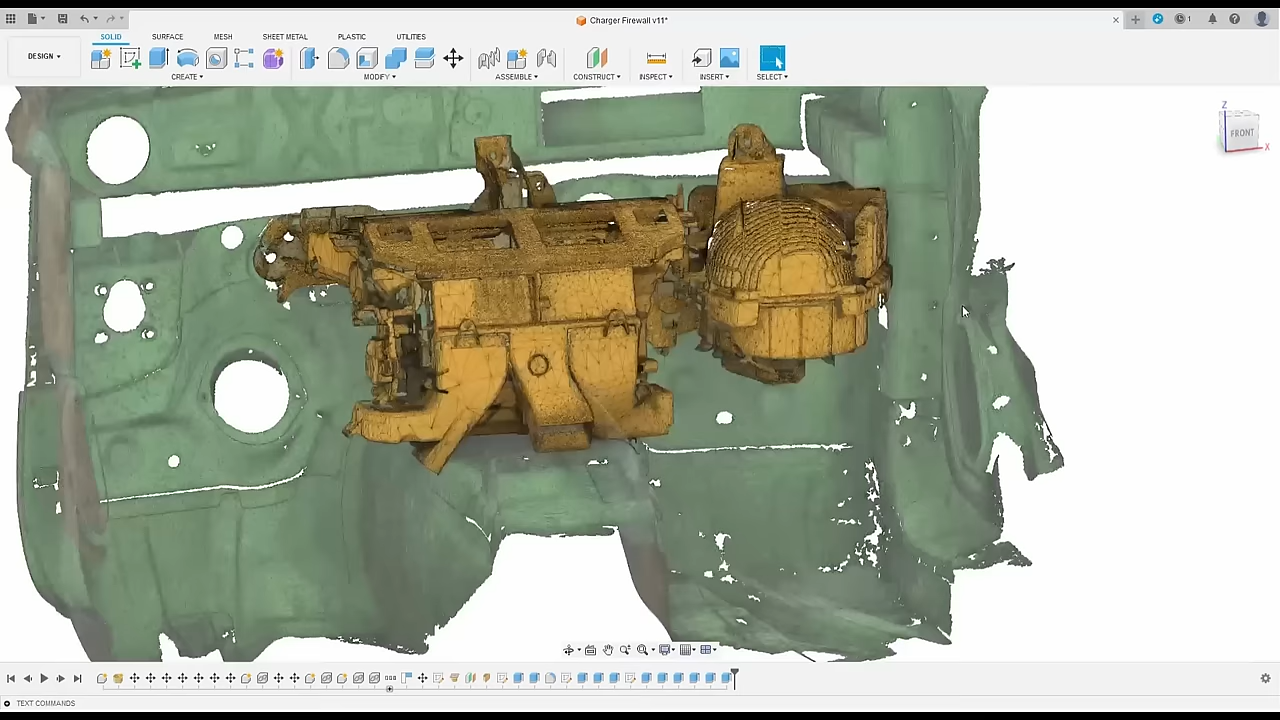 Charger Firewall v11*
1
SOLID SURFACE MESH SHEET METAL PLASTIC UTILITIES
DESIGN
CREATE MODIFY ASSEMBLE CONSTRUCT INSPECT INSERT SELECT
Z
FRONT
X
TEXT COMMANDS